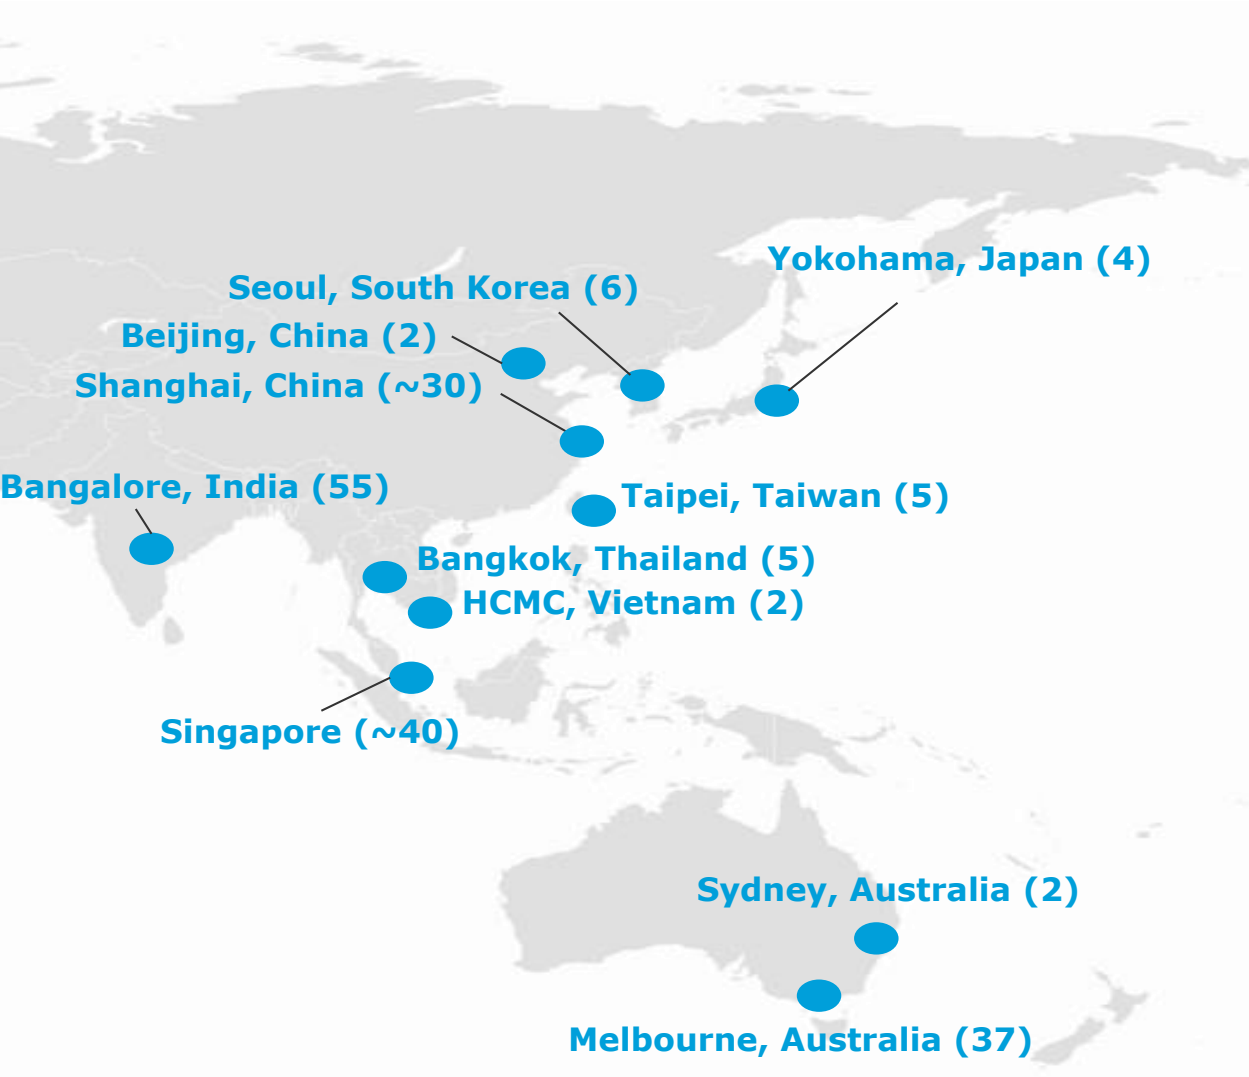 Yokohama, Japan (4)
Seoul, South Korea (6)
Beijing, China (2)
Shanghai, China (~30)
Bangalore, India (55)
Taipei, Taiwan (5)
Bangkok, Thailand (5)
HCMC, Vietnam (2)
Singapore (~40)
Sydney, Australia (2)
Melbourne, Australia (37)